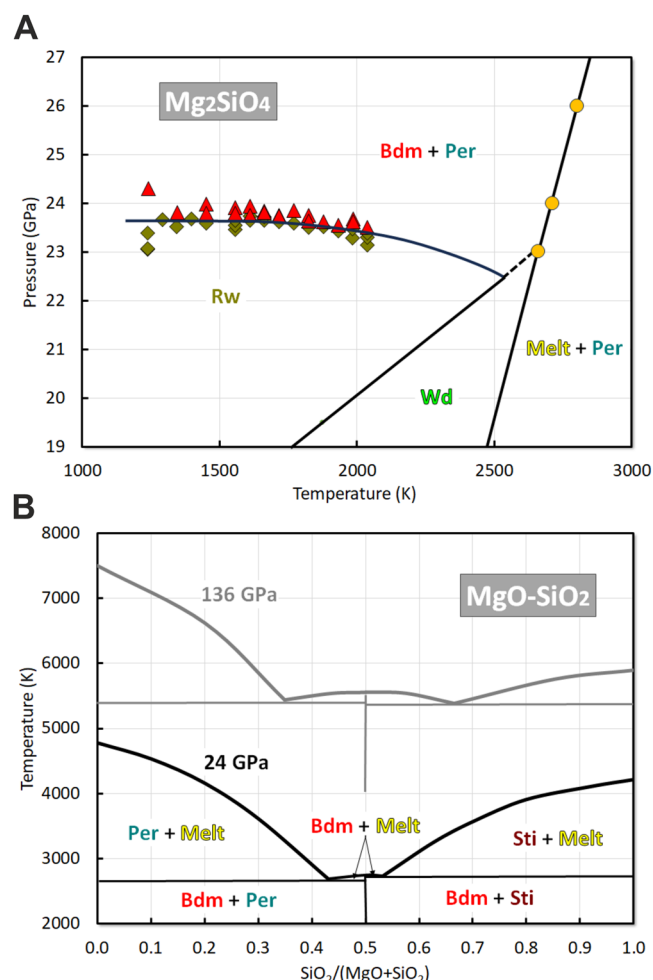 A
27
26
25
24
23
22
21
20
19
Pressure (GPa)
Mg₂SiO₄
Bdm + Per
Rw
Melt + Per
Wd
1000 1500 2000 2500 3000
Temperature (K)
B
8000
7000
6000
5000
4000
3000
2000
Temperature (K)
136 GPa
MgO-SiO₂
24 GPa
Per + Melt
Bdm + Melt
Sti + Melt
Bdm + Per
Bdm + Sti
0.0 0.1 0.2 0.3 0.4 0.5 0.6 0.7 0.8 0.9 1.0
SiO₂/(MgO+SiO₂)